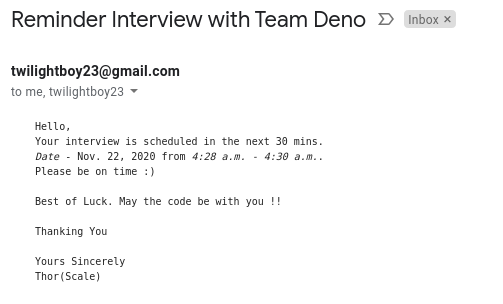 Reminder Interview with Team Deno Inbox ×
twilightboy23@gmail.com
to me, twilightboy23
Hello,
Your interview is scheduled in the next 30 mins.
Date - Nov. 22, 2020 from 4:28 a.m. - 4:30 a.m..
Please be on time :)
Best of Luck. May the code be with you !!
Thanking You
Yours Sincerely
Thor(Scale)